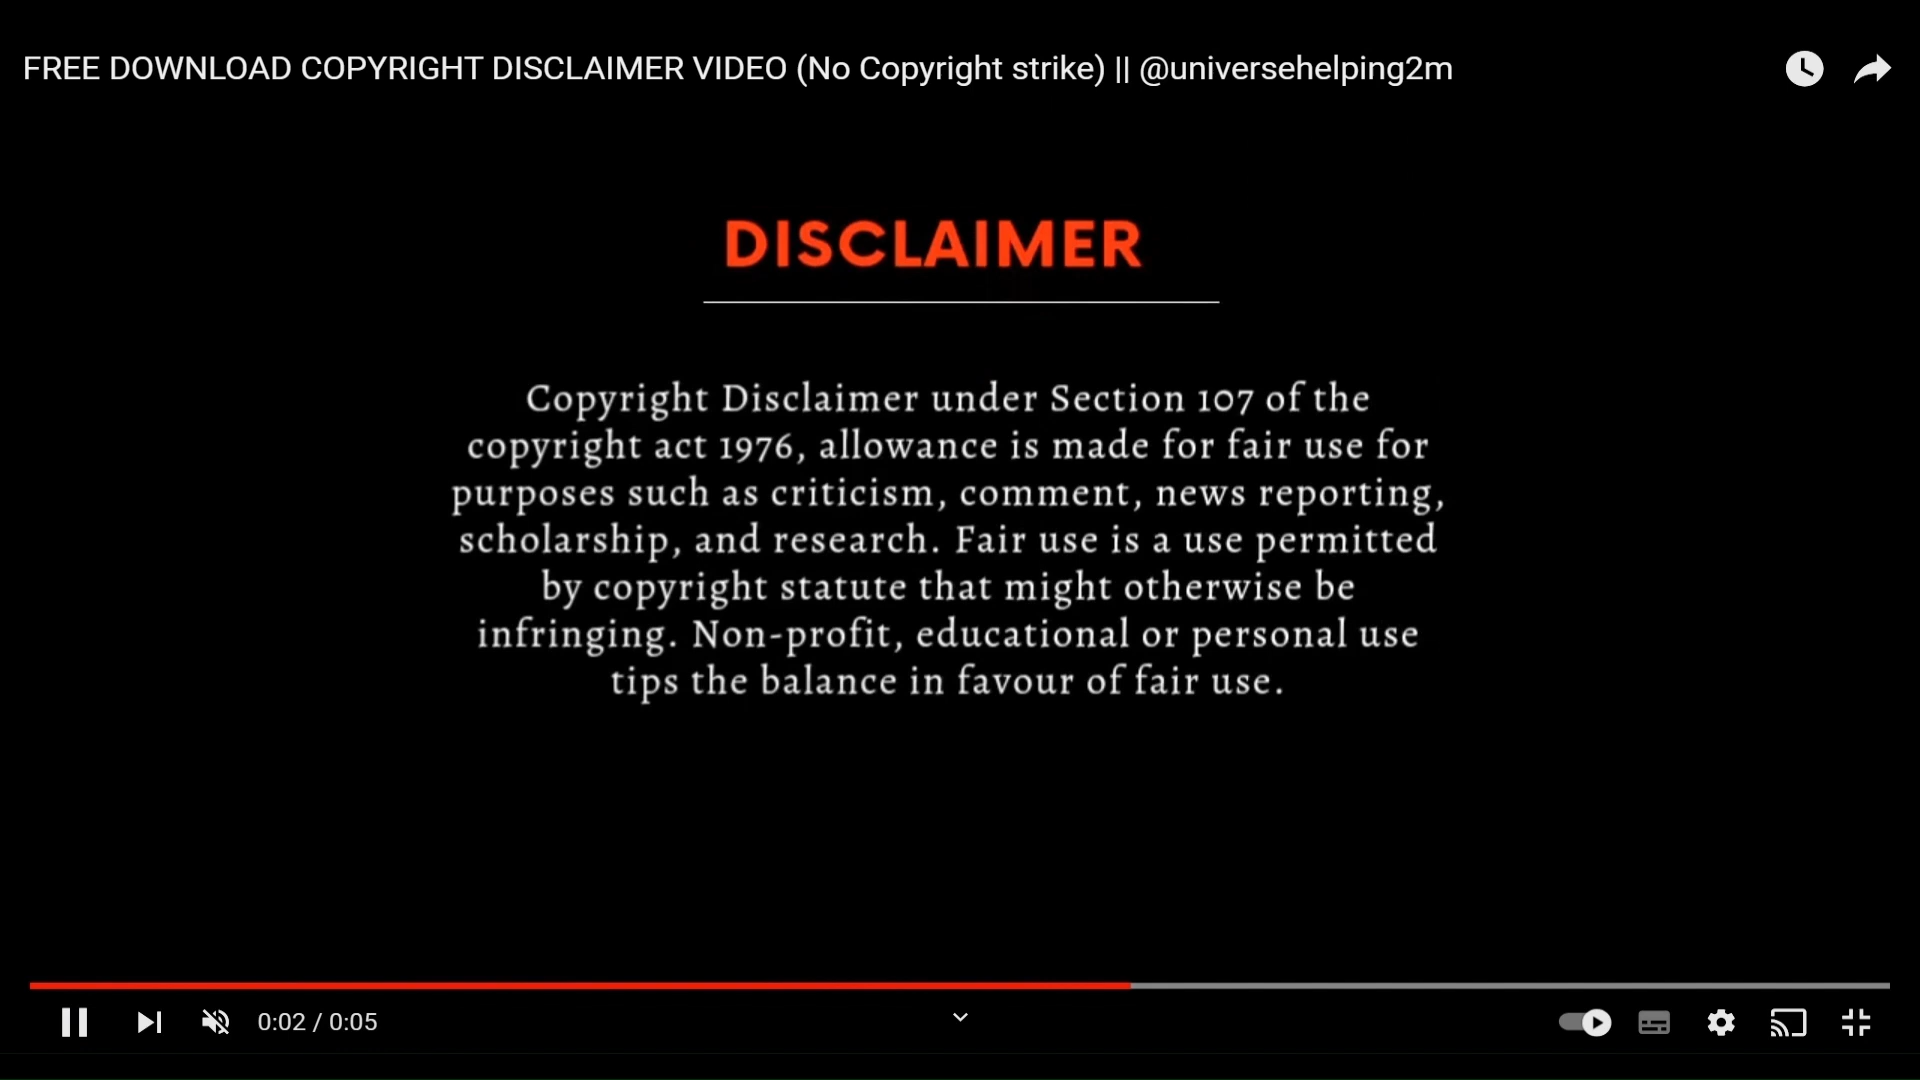 FREE DOWNLOAD COPYRIGHT DISCLAIMER VIDEO (No Copyright strike) || @universehelping2m
DISCLAIMER
Copyright Disclaimer under Section 107 of the
copyright act 1976, allowance is made for fair use for
purposes such as criticism, comment, news reporting,
scholarship, and research. Fair use is a use permitted
by copyright statute that might otherwise be
infringing. Non-profit, educational or personal use
tips the balance in favour of fair use.
0:02 / 0:05